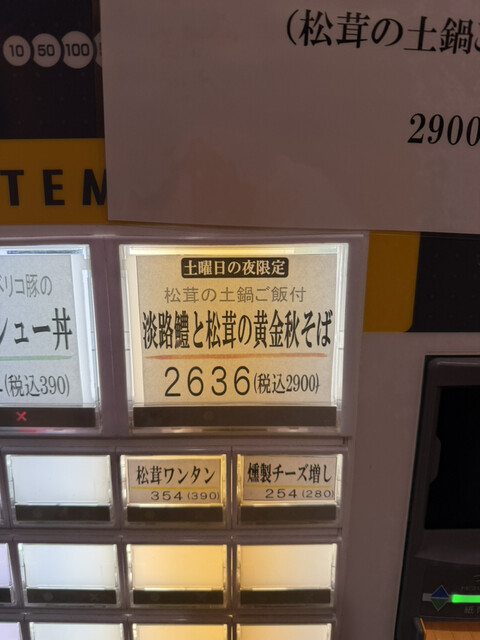 (松茸の土鍋
2900
10 50 100
TEM
土曜日の夜限定
松茸の土鍋ご飯付
淡路鱧と松茸の黄金秋そば
2636(税込2900)
リコ豚の
シュー丼
(税込390)
松茸ワンタン
354(390)
燻製チーズ増し
254(280)